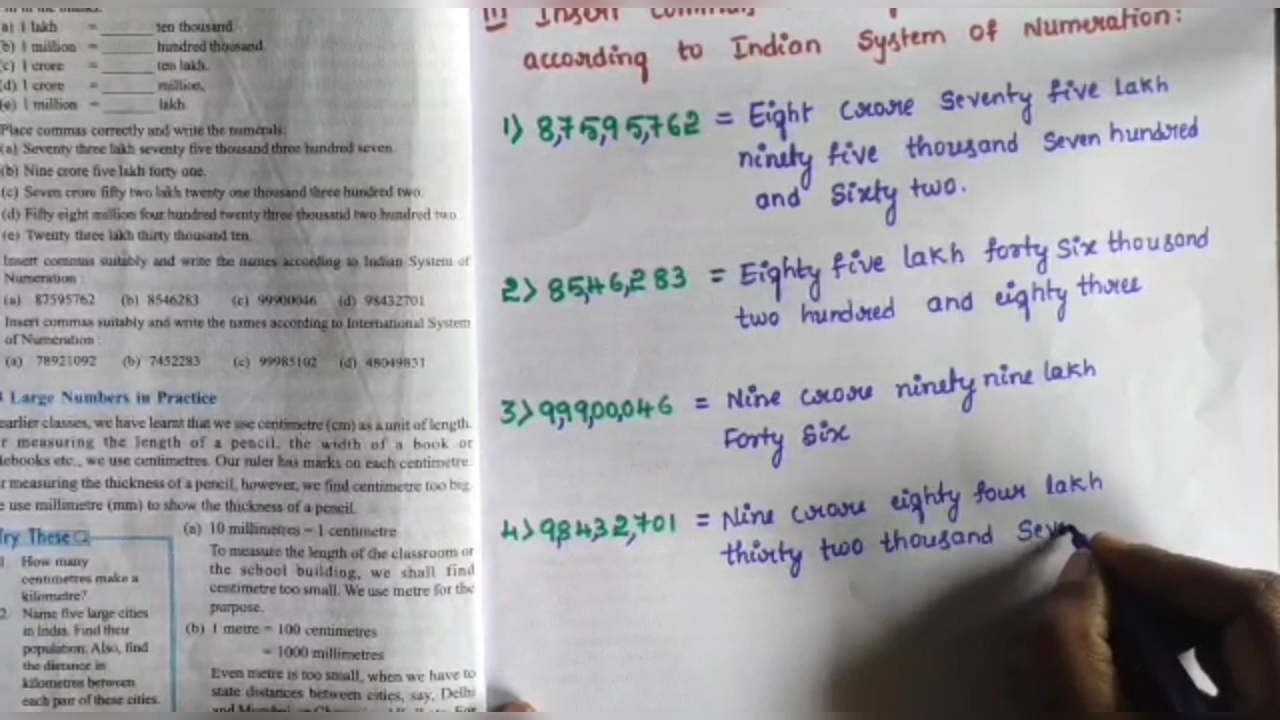 a) 1 lakh = ______ ten thousand.
(b) 1 million = ______ hundred thousand.
(c) 1 crore = ______ ten lakh.
(d) 1 crore = ______ million.
(e) 1 million = ______ lakh.
Place commas correctly and write the numerals:
(a) Seventy three lakh seventy five thousand three hundred seven.
(b) Nine crore five lakh forty one.
(c) Seven crore fifty two lakh twenty one thousand three hundred two.
(d) Fifty eight million four hundred twenty three thousand two hundred two.
(e) Twenty three lakh thirty thousand ten.
Insert commas suitably and write the names according to Indian System of
Numeration :
(a) 87595762 (b) 8546283 (c) 99900046 (d) 98432701
Insert commas suitably and write the names according to International System
of Numeration :
(a) 78921092 (b) 7452283 (c) 99985102 (d) 48049831
Large Numbers in Practice
earlier classes, we have learnt that we use centimetre (cm) as a unit of length.
r measuring the length of a pencil, the width of a book or
tebooks etc., we use centimetres. Our ruler has marks on each centimetre.
r measuring the thickness of a pencil, however, we find centimetre too big.
e use millimetre (mm) to show the thickness of a pencil.
Try These
1. How many
centimetres make a
kilometre?
2. Name five large cities
in India. Find their
population. Also, find
the distance in
kilometres between
each pair of these cities.
(a) 10 millimetres = 1 centimetre
To measure the length of the classroom or
the school building, we shall find
centimetre too small. We use metre for the
purpose.
(b) 1 metre = 100 centimetres
= 1000 millimetres
Even metre is too small, when we have to
state distances between cities, say, Delhi
III Insert commas
according to Indian System of Numeration:
1) 8,75,95,762 = Eight crore seventy five lakh
ninety five thousand seven hundred
and sixty two.
2) 85,46,283 = Eighty five lakh forty six thousand
two hundred and eighty three
3) 9,99,00,046 = Nine crore ninety nine lakh
Forty six
4) 9,84,32,701 = Nine crore eighty four lakh
thirty two thousand Seve